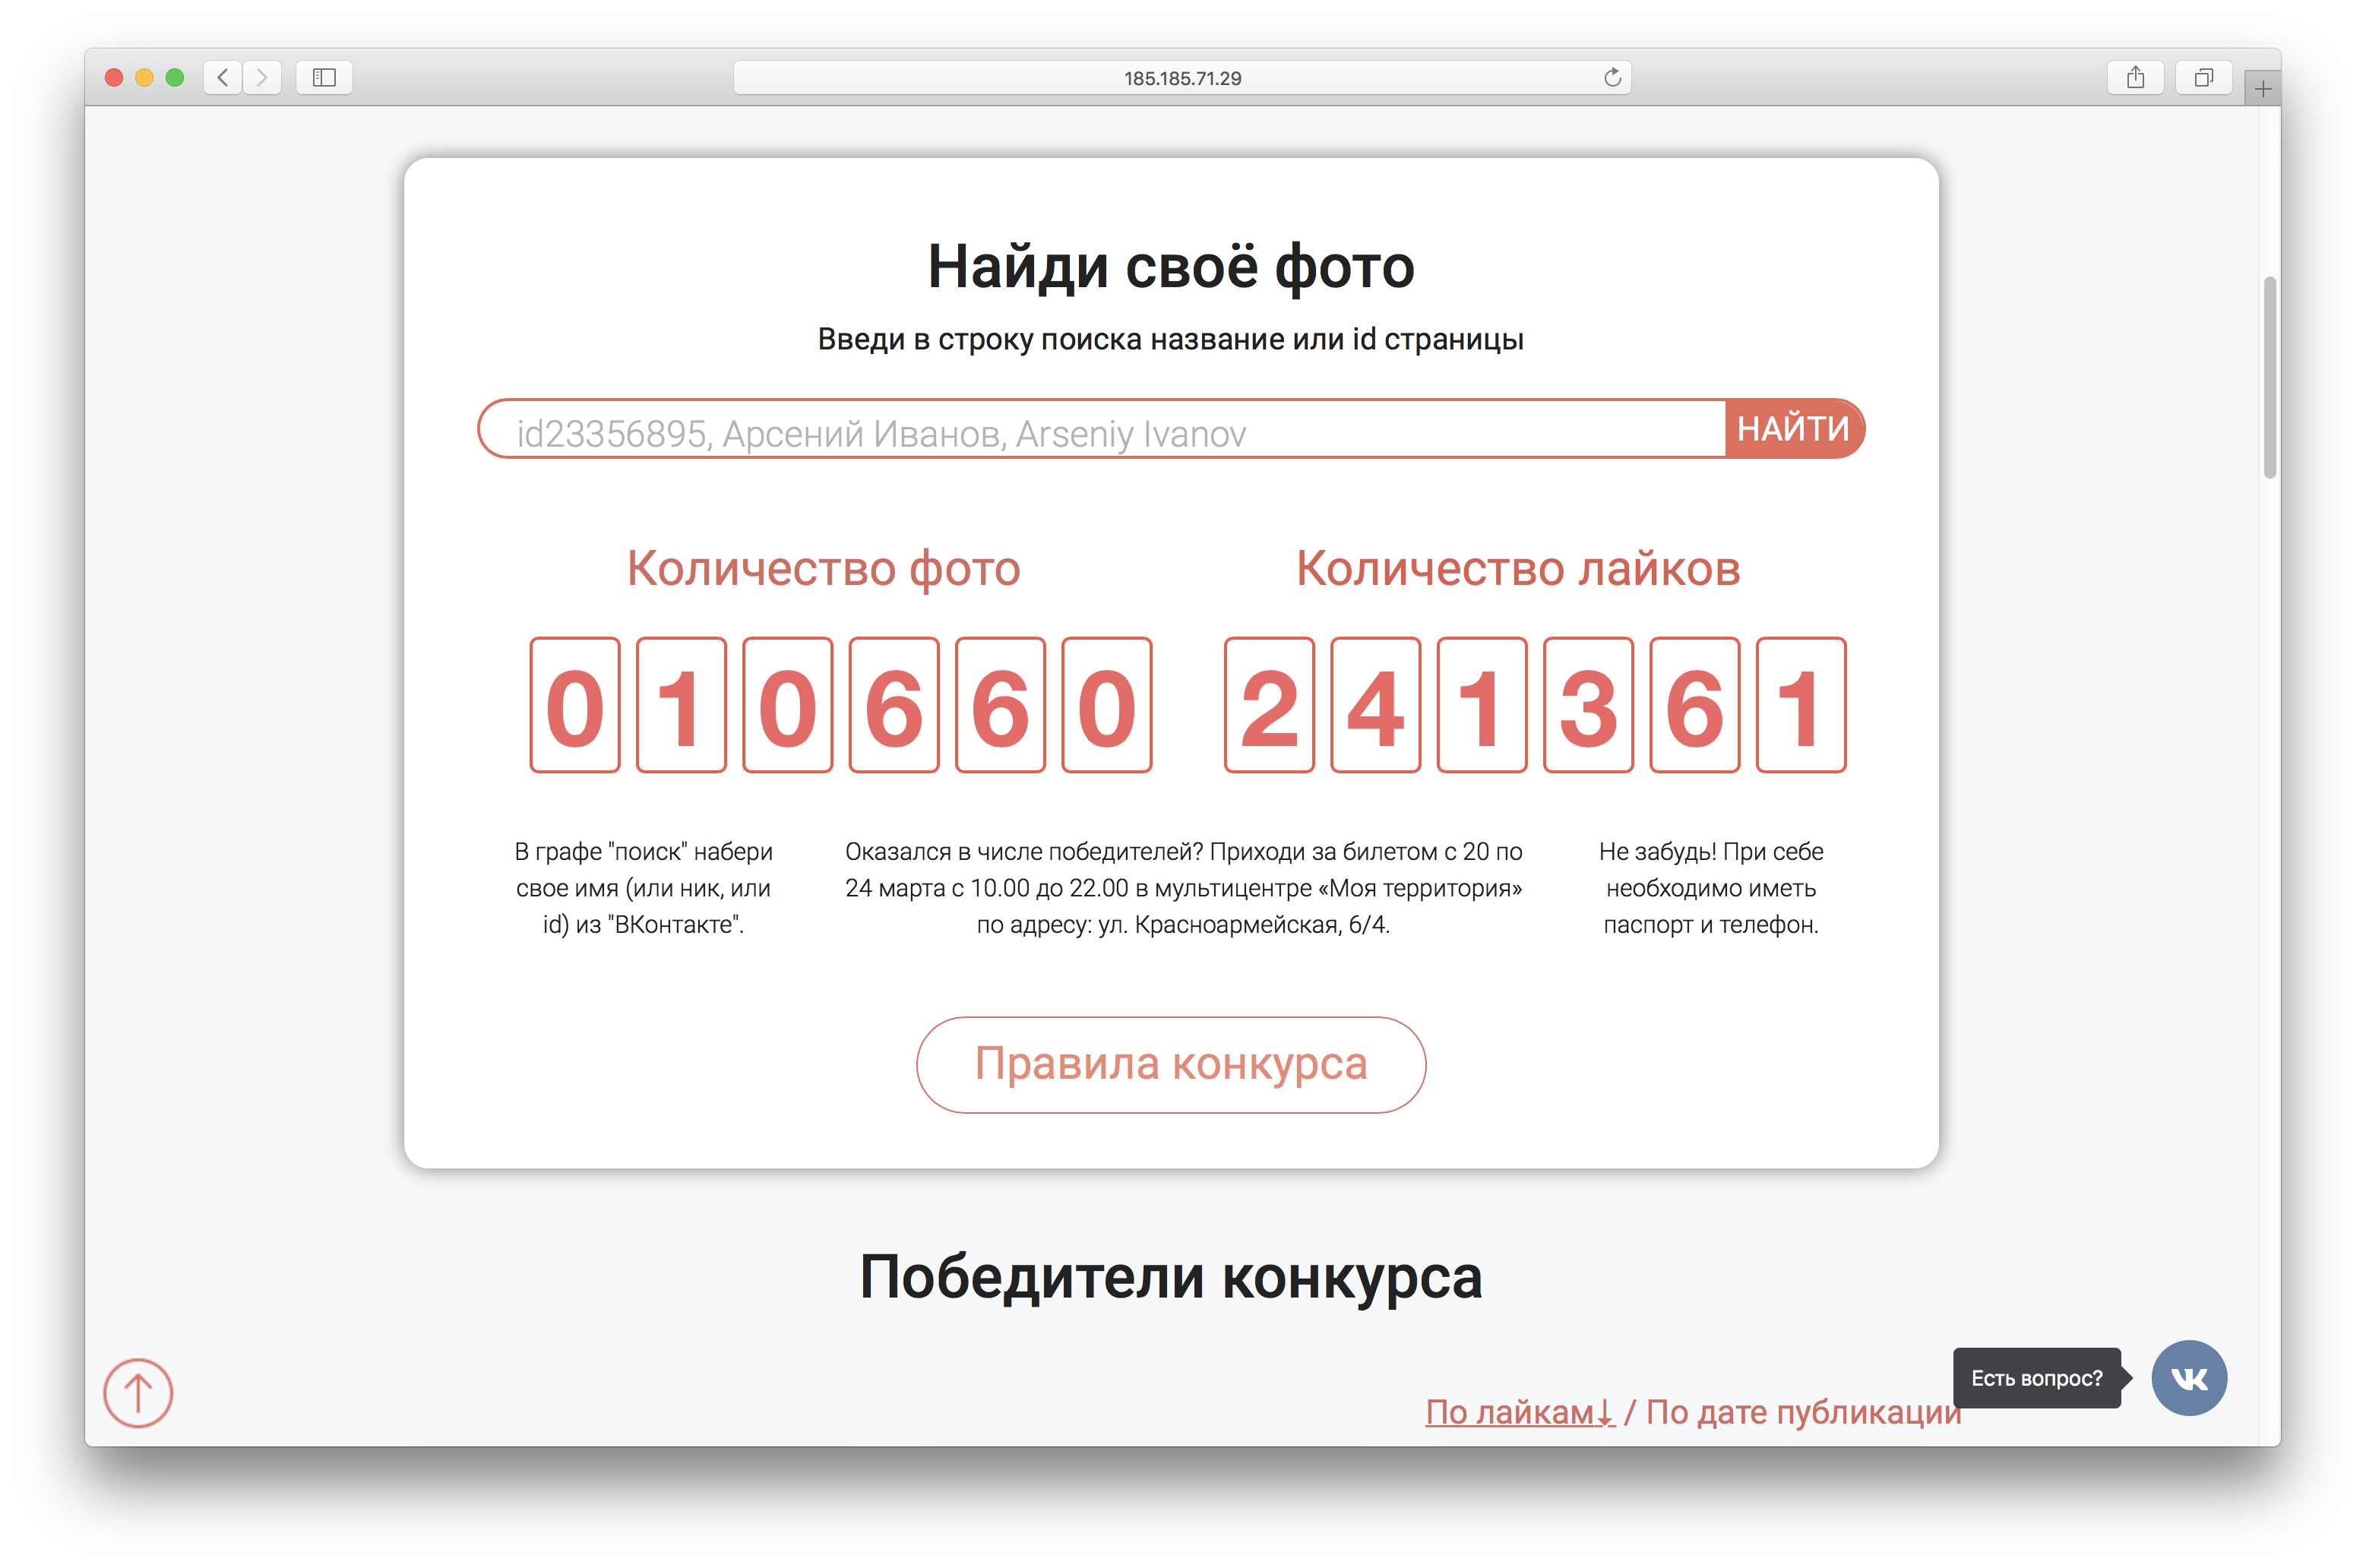 185.185.71.29
Найди своё фото
Введи в строку поиска название или id страницы
id23356895, Арсений Иванов, Arseniy Ivanov
НАЙТИ
Количество фото
010660
Количество лайков
241361
В графе "поиск" набери
свое имя (или ник, или
id) из "ВКонтакте".
Оказался в числе победителей? Приходи за билетом с 20 по
24 марта с 10.00 до 22.00 в мультицентре «Моя территория»
по адресу: ул. Красноармейская, 6/4.
Не забудь! При себе
необходимо иметь
паспорт и телефон.
Правила конкурса
Победители конкурса
По лайкам↓ / По дате публикации
Есть вопрос?